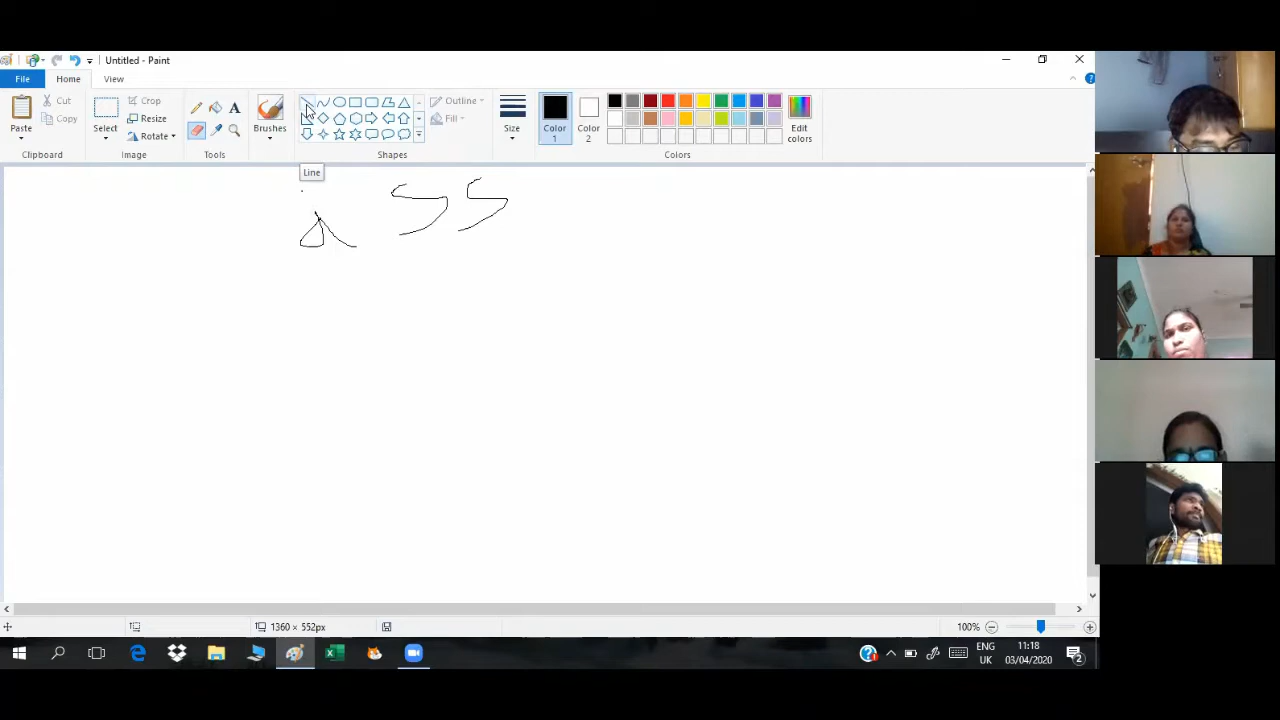 Untitled - Paint
File Home View
Paste Cut Copy Select Crop Resize Rotate Brushes Outline Fill Size Color 1 Color 2 Edit colors
Clipboard Image Tools Shapes Colors
Line
1360 × 552px 100%
ENG UK 11:18 03/04/2020 2